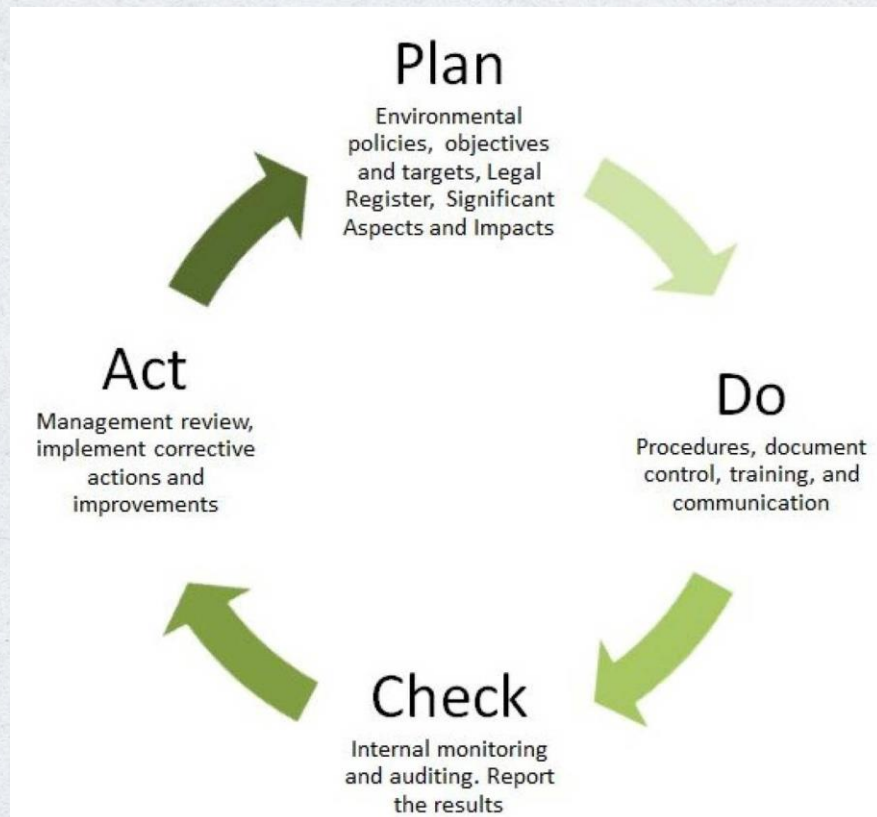 Plan
Environmental
policies, objectives
and targets, Legal
Register, Significant
Aspects and Impacts
Do
Procedures, document
control, training, and
communication
Check
Internal monitoring
and auditing. Report
the results
Act
Management review,
implement corrective
actions and
improvements